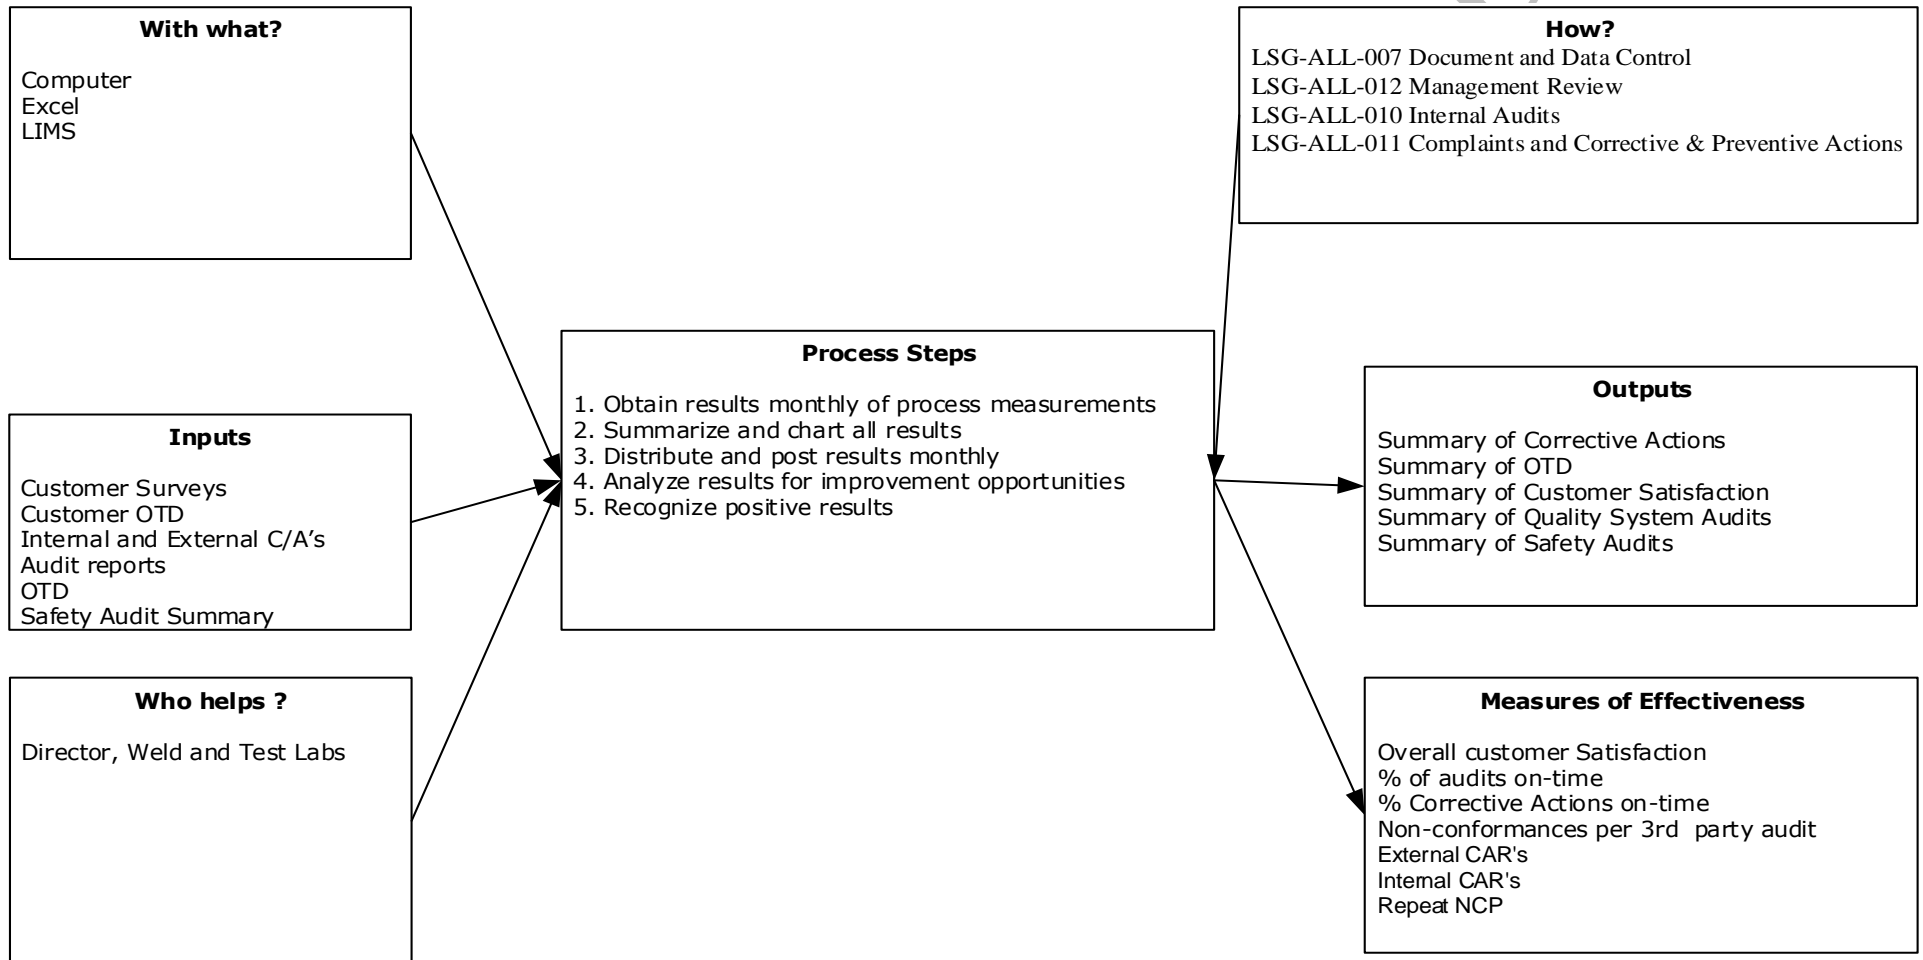 With what?
Computer
Excel
LIMS
How?
LSG-ALL-007 Document and Data Control
LSG-ALL-012 Management Review
LSG-ALL-010 Internal Audits
LSG-ALL-011 Complaints and Corrective & Preventive Actions
Process Steps
1. Obtain results monthly of process measurements
2. Summarize and chart all results
3. Distribute and post results monthly
4. Analyze results for improvement opportunities
5. Recognize positive results
Inputs
Customer Surveys
Customer OTD
Internal and External C/A’s
Audit reports
OTD
Safety Audit Summary
Outputs
Summary of Corrective Actions
Summary of OTD
Summary of Customer Satisfaction
Summary of Quality System Audits
Summary of Safety Audits
Who helps ?
Director, Weld and Test Labs
Measures of Effectiveness
Overall customer Satisfaction
% of audits on-time
% Corrective Actions on-time
Non-conformances per 3rd party audit
External CAR's
Internal CAR's
Repeat NCP